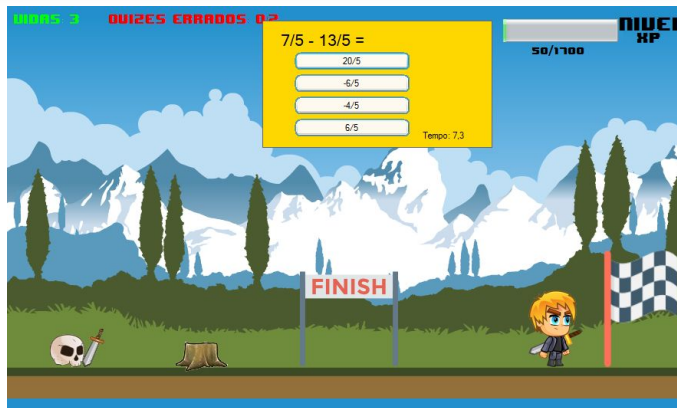 VIDAS 3
QUIZES ERRADOS
7/5 - 13/5 =
20/5
-6/5
-4/5
6/5
Tempo: 7,3
XP
50/1700
FINISH